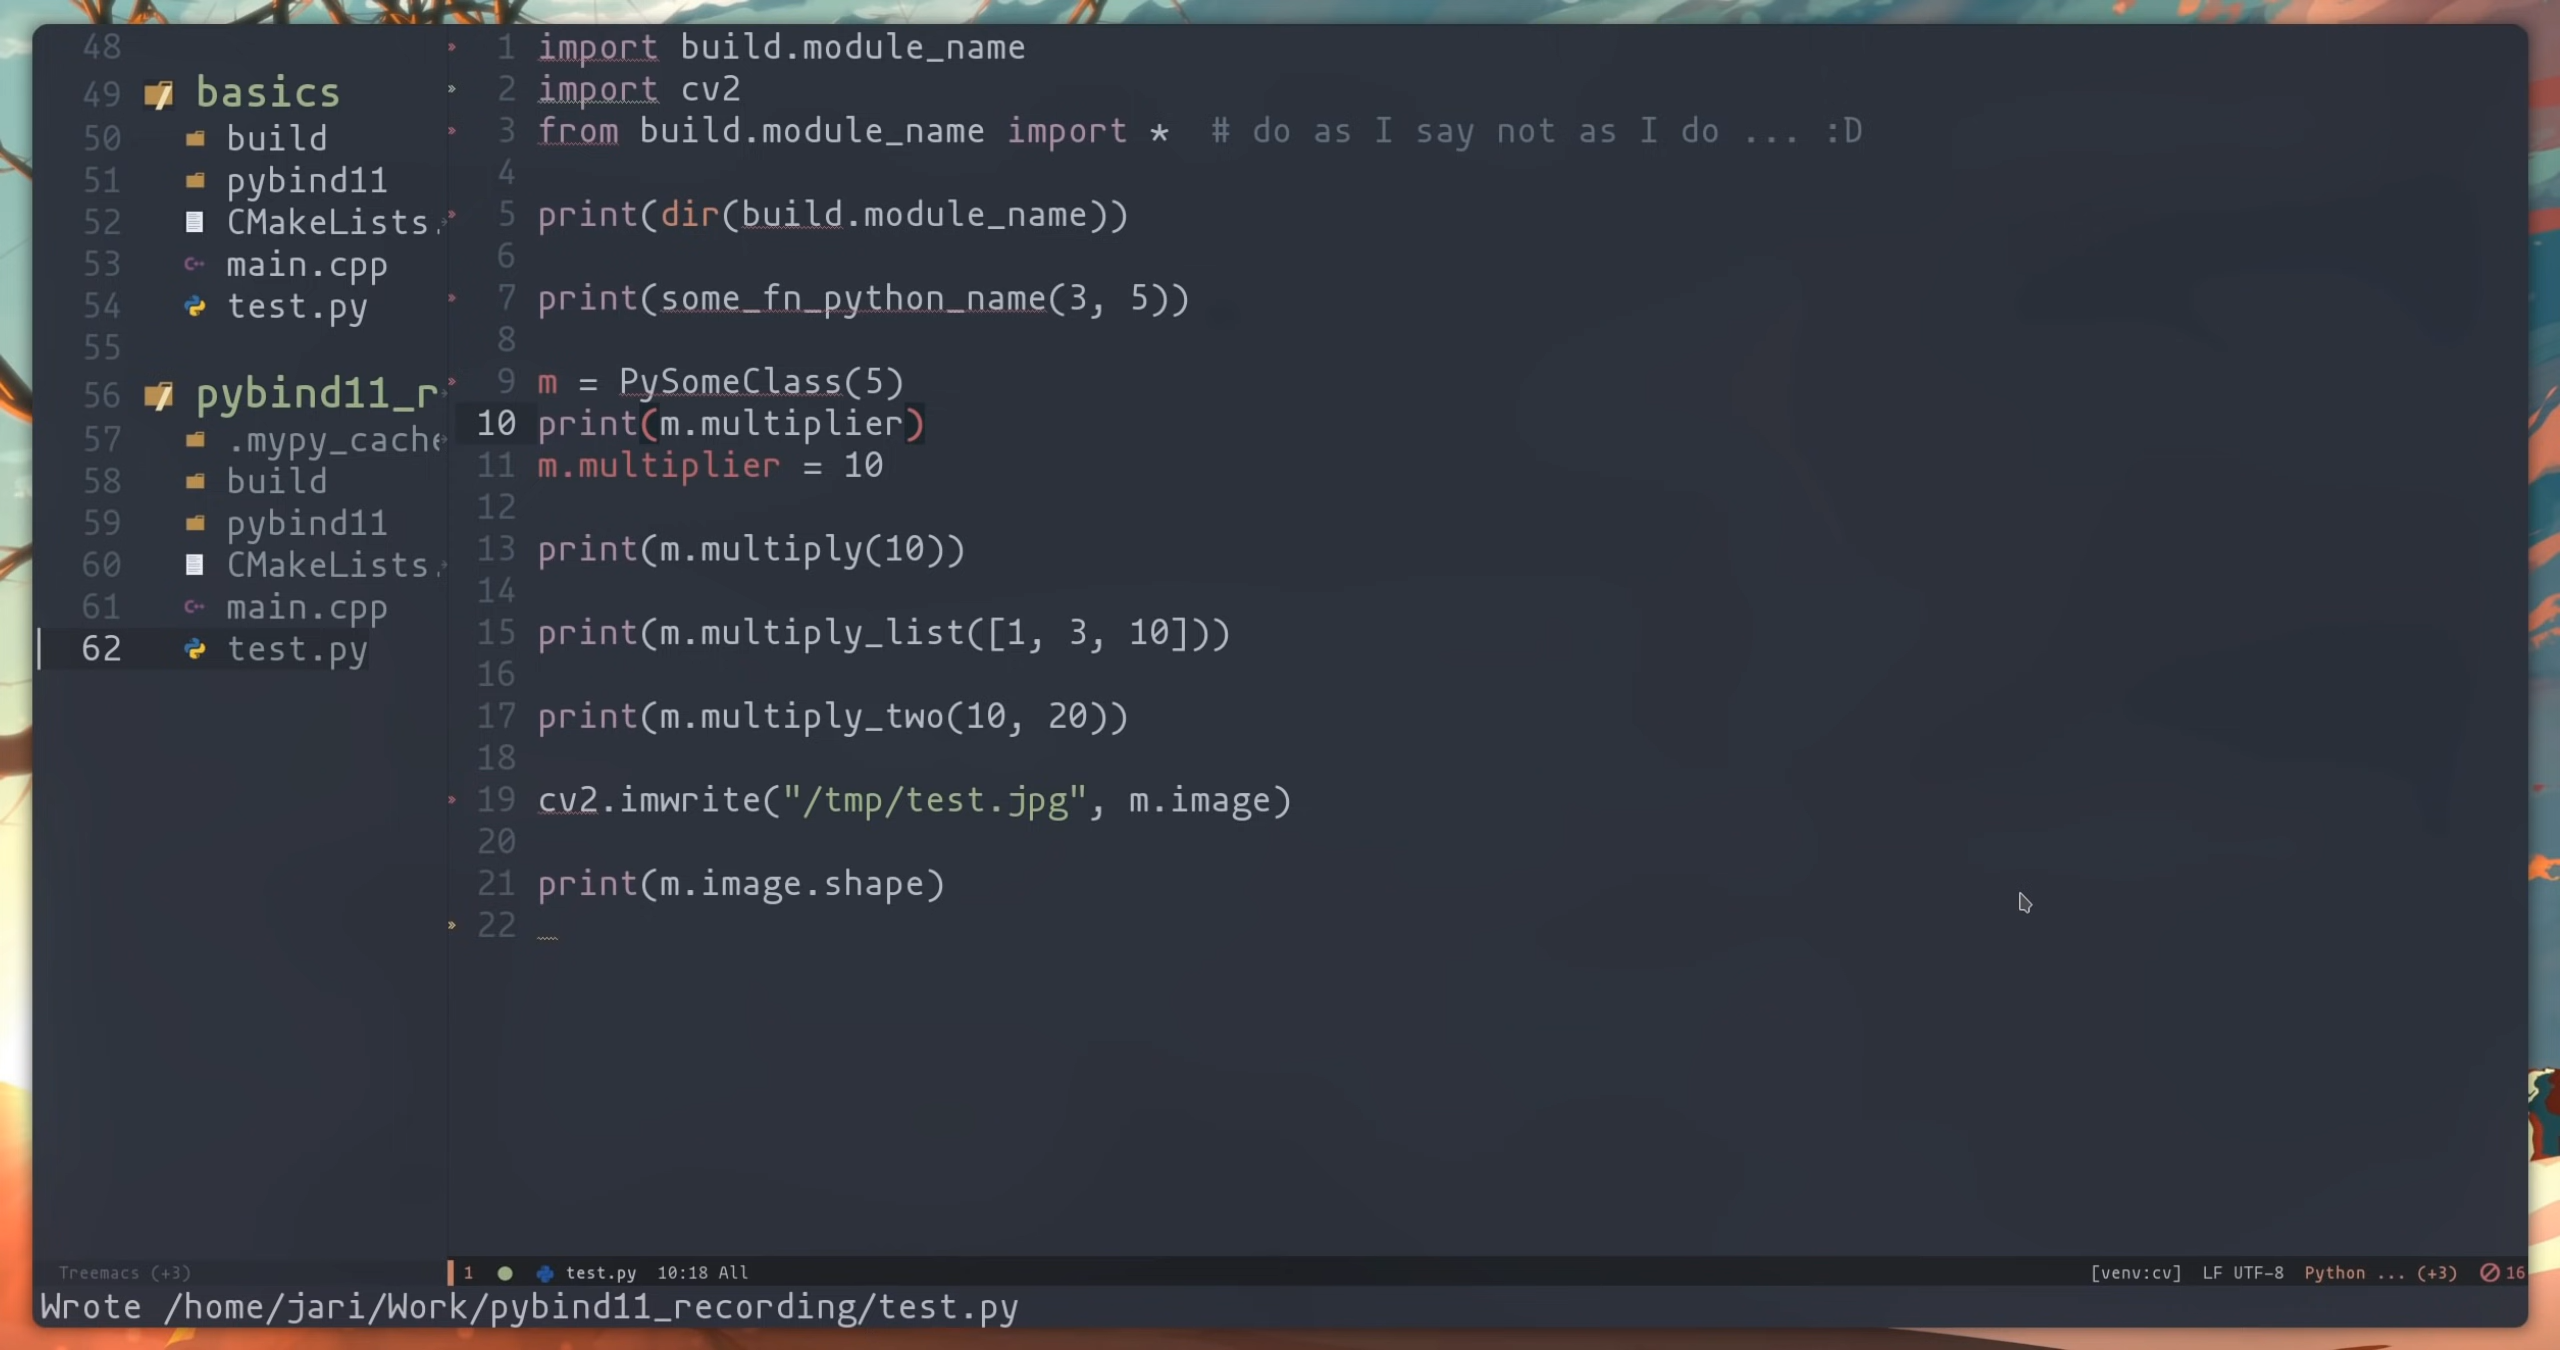 48
49 basics
50 build
51 pybind11
52 CMakeLists.
53 main.cpp
54 test.py
55
56 pybind11_r
57 .mypy_cache
58 build
59 pybind11
60 CMakeLists.
61 main.cpp
62 test.py
Treemacs (+3)
1 import build.module_name
2 import cv2
3 from build.module_name import *  # do as I say not as I do ... :D
4
5 print(dir(build.module_name))
6
7 print(some_fn_python_name(3, 5))
8
9 m = PySomeClass(5)
10 print(m.multiplier)
11 m.multiplier = 10
12
13 print(m.multiply(10))
14
15 print(m.multiply_list([1, 3, 10]))
16
17 print(m.multiply_two(10, 20))
18
19 cv2.imwrite("/tmp/test.jpg", m.image)
20
21 print(m.image.shape)
22
1 test.py 10:18 All [venv:cv] LF UTF-8 Python ... (+3) 16
Wrote /home/jari/Work/pybind11_recording/test.py